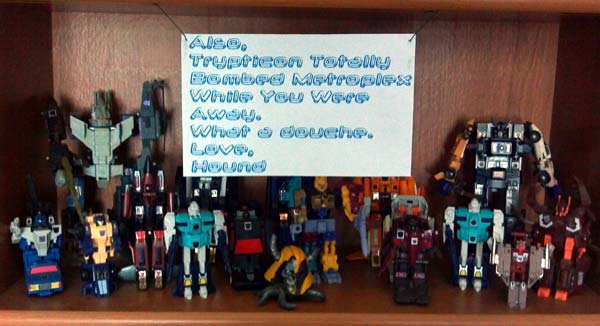 Also,
Trypticon Totally
Bombed Metroplex
While You Were
Away.
What a douche.
Love,
Hound